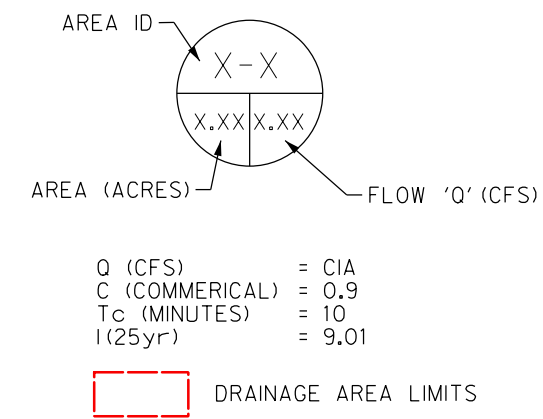 AREA ID
X-X
X.XX X.XX
AREA (ACRES)
FLOW 'Q' (CFS)
Q (CFS) = CIA
C (COMMERICAL) = 0.9
Tc (MINUTES) = 10
I(25yr) = 9.01
DRAINAGE AREA LIMITS